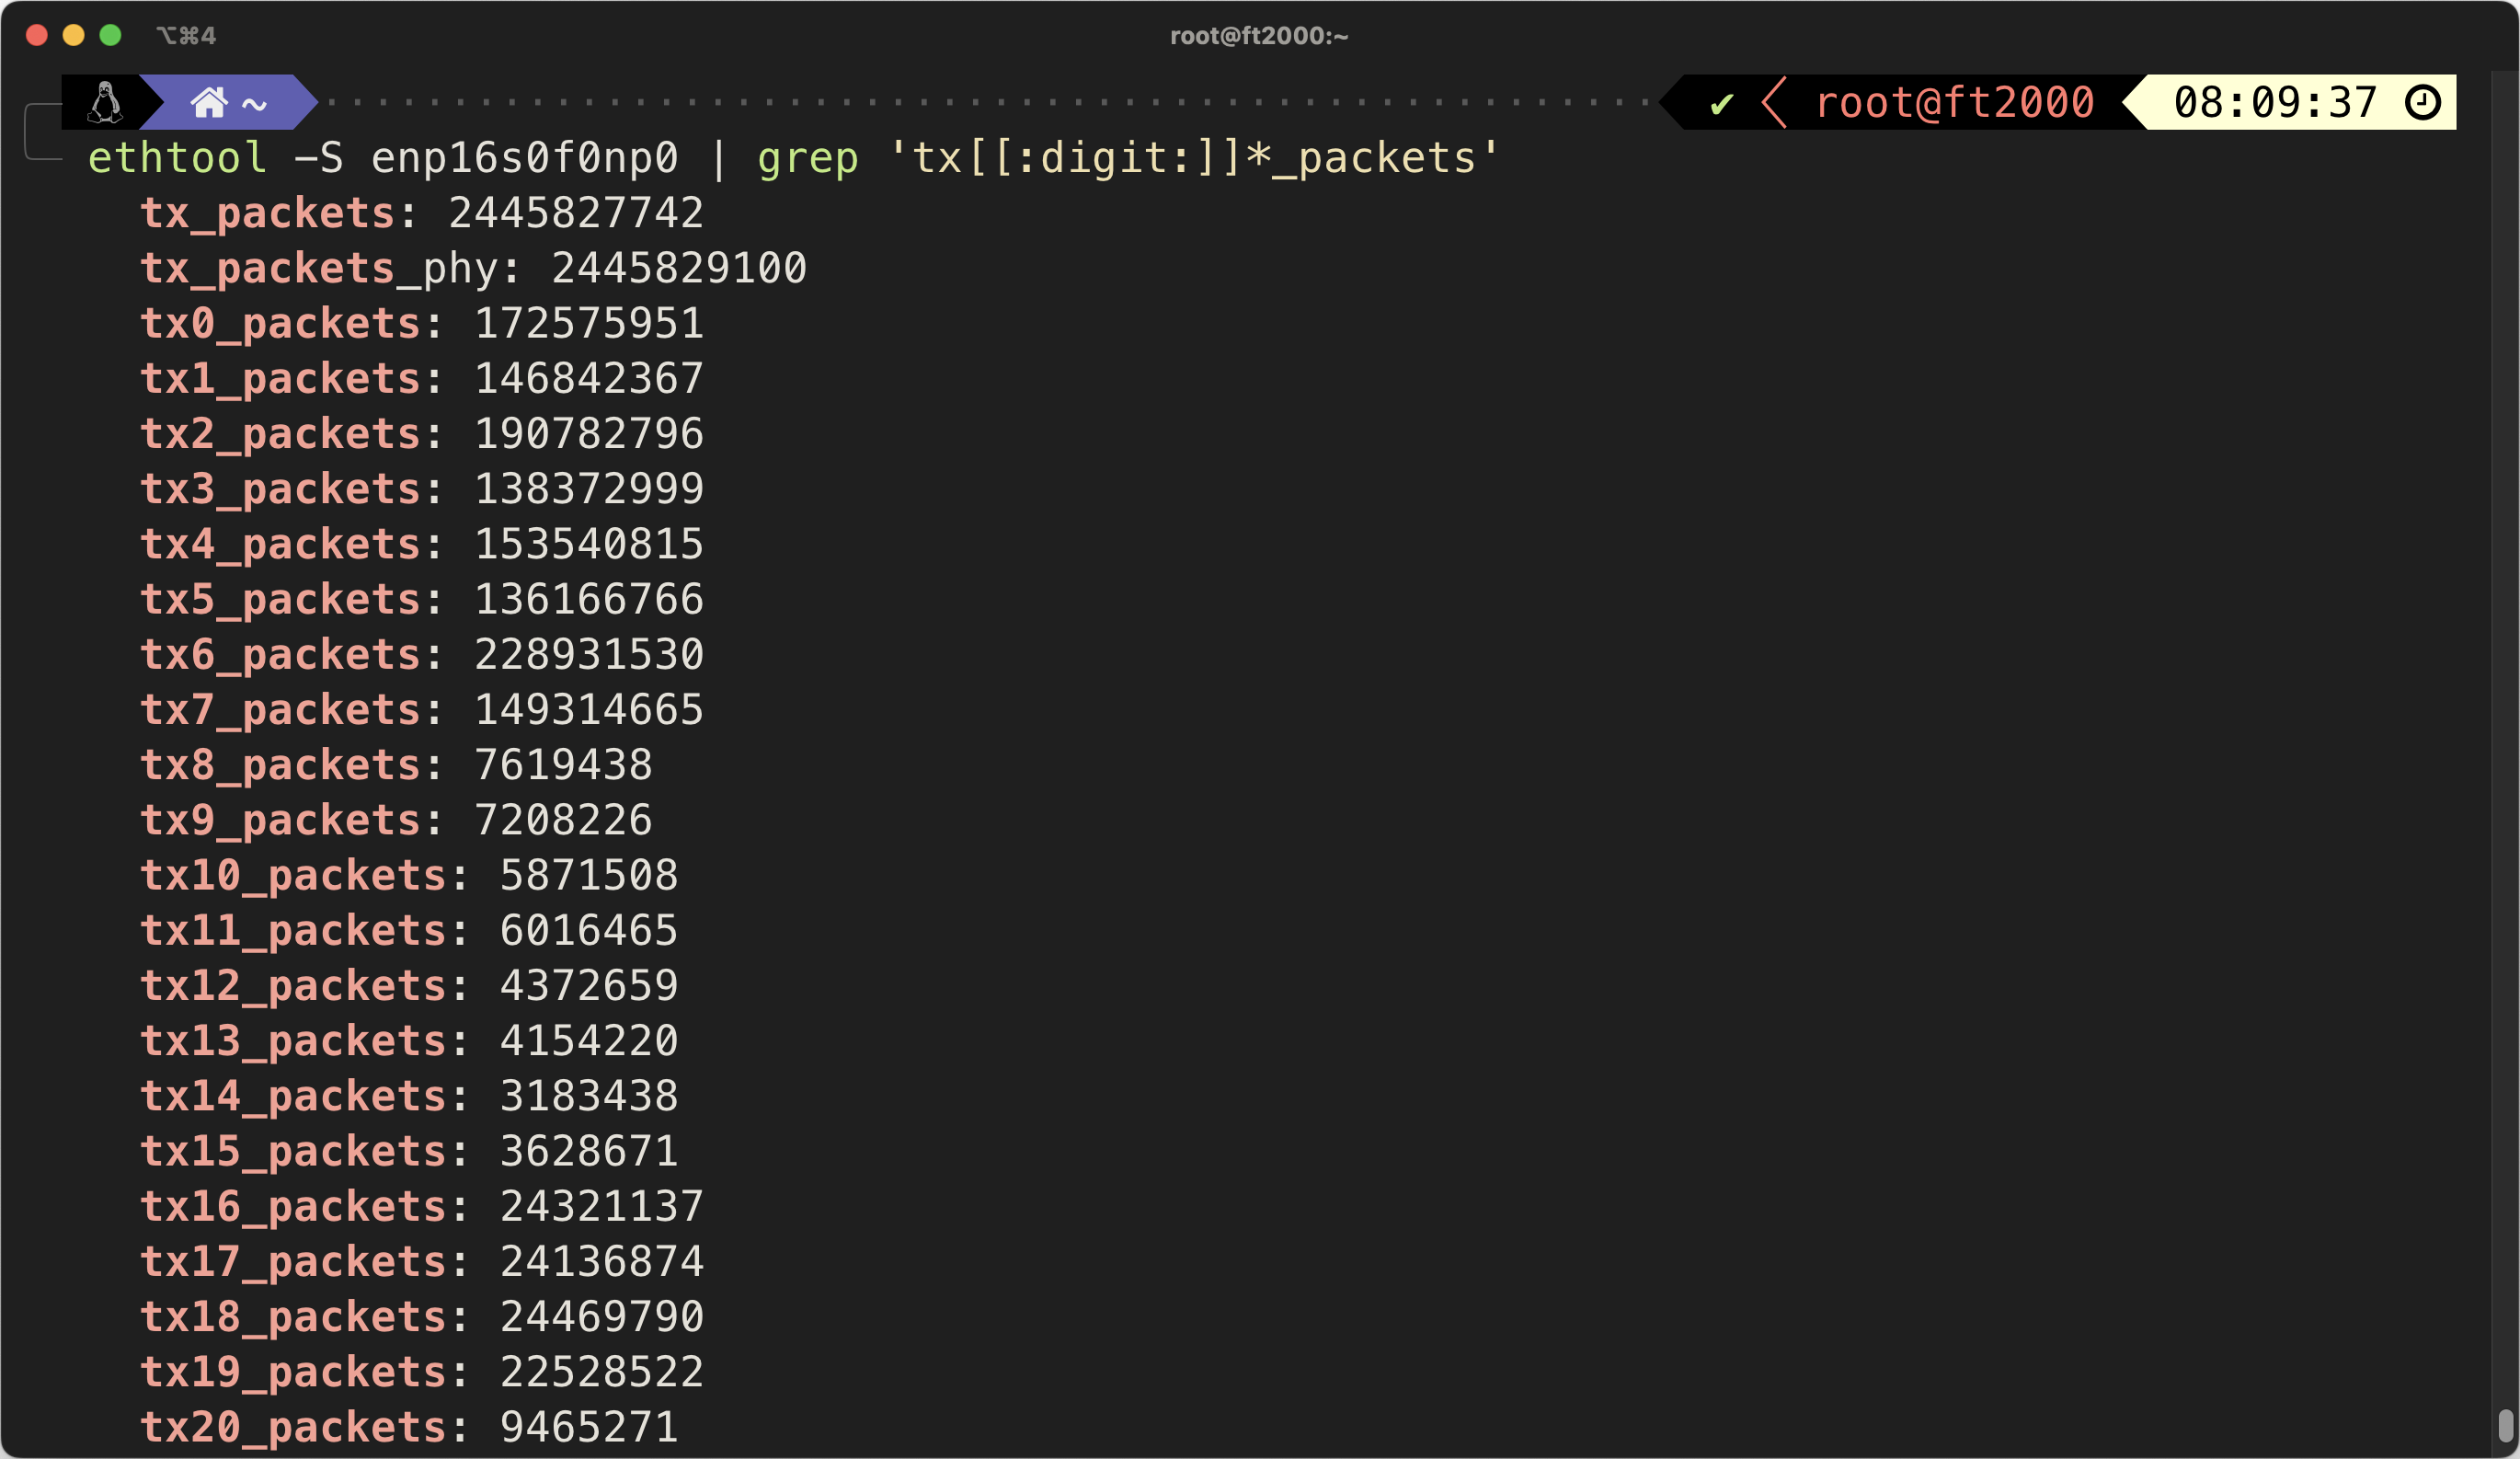 ⌥⌘4 root@ft2000:~
~ ✔ root@ft2000 08:09:37
ethtool -S enp16s0f0np0 | grep 'tx[[:digit:]]*_packets'
tx_packets: 2445827742
tx_packets_phy: 2445829100
tx0_packets: 172575951
tx1_packets: 146842367
tx2_packets: 190782796
tx3_packets: 138372999
tx4_packets: 153540815
tx5_packets: 136166766
tx6_packets: 228931530
tx7_packets: 149314665
tx8_packets: 7619438
tx9_packets: 7208226
tx10_packets: 5871508
tx11_packets: 6016465
tx12_packets: 4372659
tx13_packets: 4154220
tx14_packets: 3183438
tx15_packets: 3628671
tx16_packets: 24321137
tx17_packets: 24136874
tx18_packets: 24469790
tx19_packets: 22528522
tx20_packets: 9465271